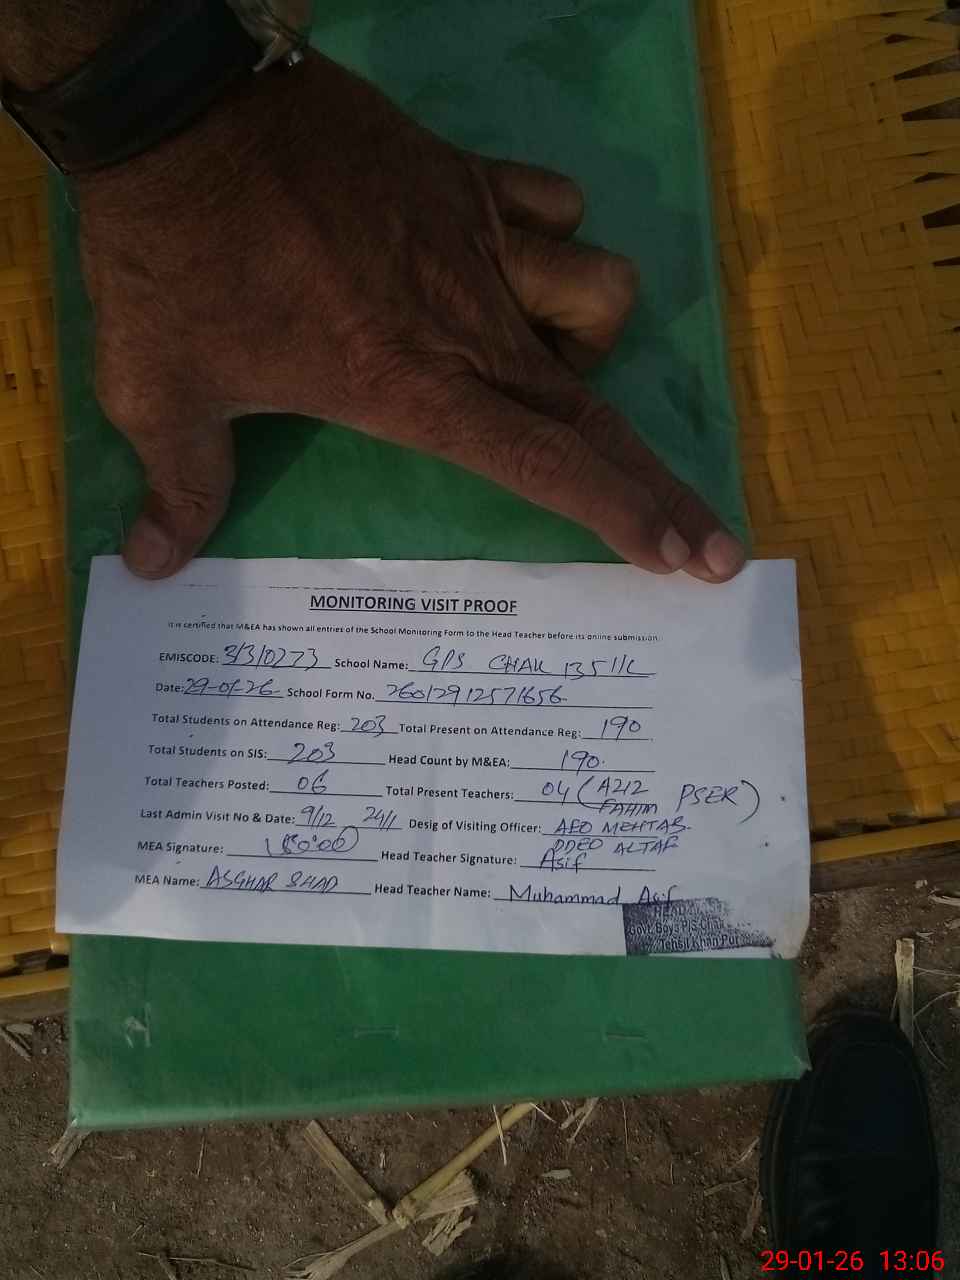 MONITORING VISIT PROOF
It is certified that M&EA has shown all entries of the School Monitoring Form to the Head Teacher before its online submission.
EMISCODE: 31310273 School Name: G/P/S CHAK 135/1L
Date: 29-01-26 School Form No. 26012912571656
Total Students on Attendance Reg: 203 Total Present on Attendance Reg: 190
Total Students on SIS: 203 Head Count by M&EA: 190.
Total Teachers Posted: 06 Total Present Teachers: 04 (AZIZ FAHIM PSER)
Last Admin Visit No & Date: 9/12 24/1 Desig of Visiting Officer: AEO MEHTAB.
DDEO ALTAF
MEA Signature: Head Teacher Signature: Asif
MEA Name: ASGHAR SHAD Head Teacher Name: Muhammad Asif
HEAD
Govt. Boys P/S Chak
Tehsil Khan Pur
29-01-26 13:06